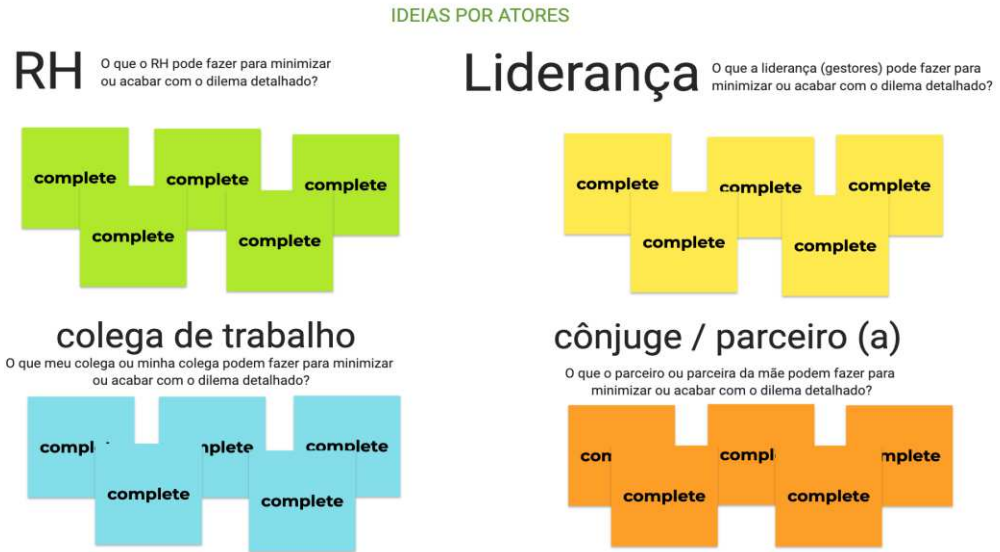 IDEIAS POR ATORES
RH
O que o RH pode fazer para minimizar
ou acabar com o dilema detalhado?
complete
complete
complete
complete
complete
Liderança
O que a liderança (gestores) pode fazer para
minimizar ou acabar com o dilema detalhado?
complete
complete
complete
complete
complete
colega de trabalho
O que meu colega ou minha colega podem fazer para minimizar
ou acabar com o dilema detalhado?
complete
complete
complete
cônjuge / parceiro (a)
O que o parceiro ou parceira da mãe podem fazer para
minimizar ou acabar com o dilema detalhado?
complete
complete